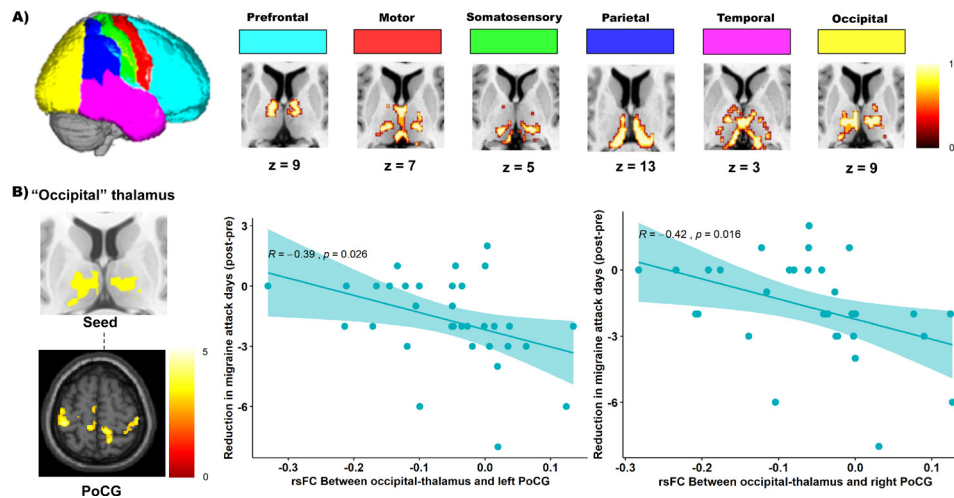 A)
Prefrontal Motor Somatosensory Parietal Temporal Occipital
1
0
z = 9 z = 7 z = 5 z = 13 z = 3 z = 9
B) “Occipital” thalamus
Seed
5
0
PoCG
Reduction in migraine attack days (post-pre)
3
0
-3
-6
R = −0.39 , p = 0.026
-0.3 -0.2 -0.1 0.0 0.1
rsFC Between occipital-thalamus and left PoCG
Reduction in migraine attack days (post-pre)
3
0
-3
-6
R = −0.42 , p = 0.016
-0.3 -0.2 -0.1 0.0 0.1
rsFC Between occipital-thalamus and right PoCG